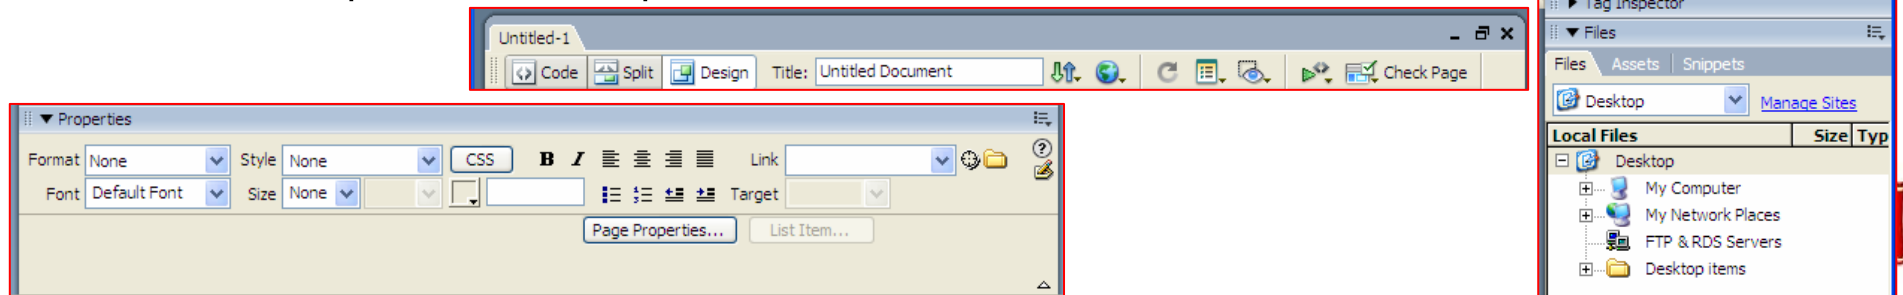 Untitled-1
Code Split Design Title: Untitled Document Check Page
Properties
Format None Style None CSS B I Link
Font Default Font Size None Target
Page Properties... List Item...
Tag Inspector
Files
Files Assets Snippets
Desktop Manage Sites
Local Files Size Typ
Desktop
My Computer
My Network Places
FTP & RDS Servers
Desktop items